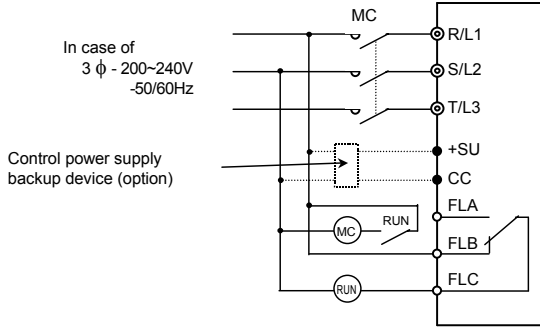 MC
In case of
3 ϕ - 200~240V
-50/60Hz
R/L1
S/L2
T/L3
Control power supply
backup device (option)
+SU
CC
FLA
MC
RUN
FLB
RUN
FLC